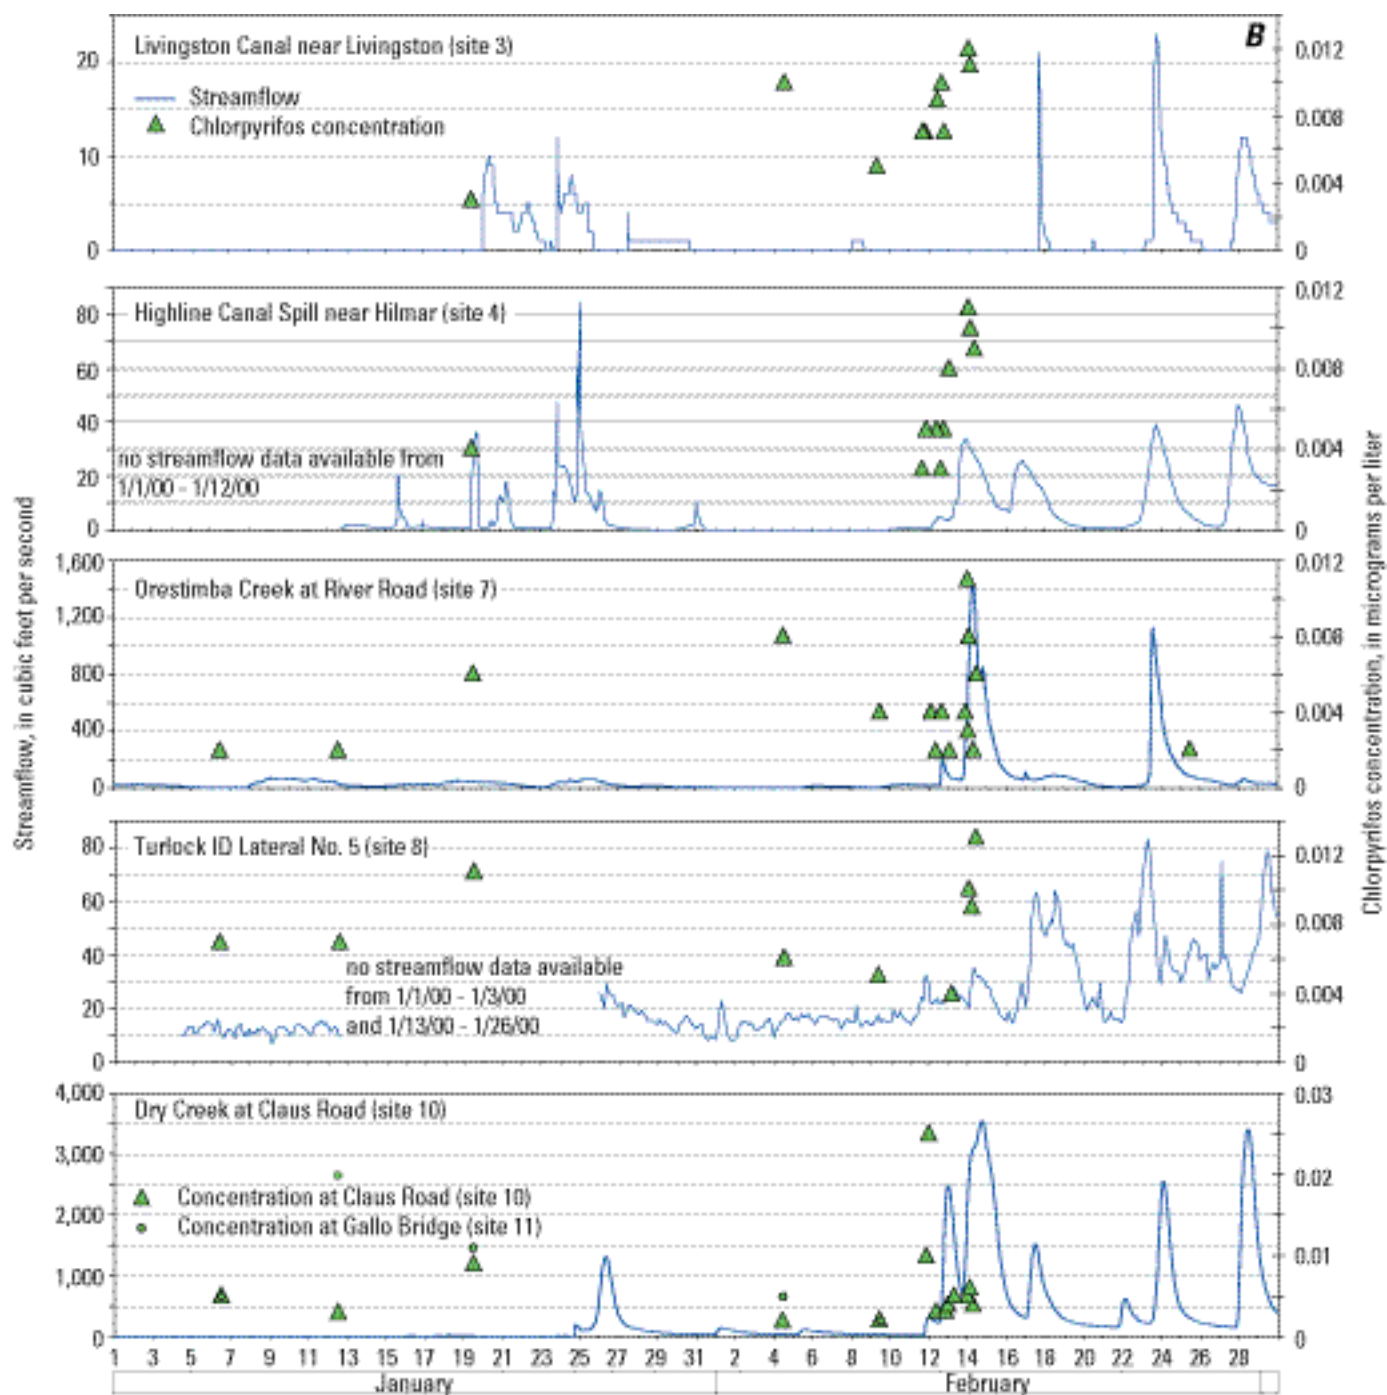 B
Livingston Canal near Livingston (site 3)
Streamflow
Chlorpyrifos concentration
20
10
0
0.012
0.008
0.004
0
Highline Canal Spill near Hilmar (site 4)
no streamflow data available from
1/1/00 - 1/12/00
80
60
40
20
0
0.012
0.008
0.004
0
Orestimba Creek at River Road (site 7)
1,600
1,200
800
400
0
0.012
0.008
0.004
0
Turlock ID Lateral No. 5 (site 8)
no streamflow data available
from 1/1/00 - 1/3/00
and 1/13/00 - 1/26/00
80
60
40
20
0
0.012
0.008
0.004
0
Dry Creek at Claus Road (site 10)
Concentration at Claus Road (site 10)
Concentration at Gallo Bridge (site 11)
4,000
3,000
2,000
1,000
0
0.03
0.02
0.01
0
1 3 5 7 9 11 13 15 17 19 21 23 25 27 29 31 2 4 6 8 10 12 14 16 18 20 22 24 26 28
January February
Streamflow, in cubic feet per second
Chlorpyrifos concentration, in micrograms per liter